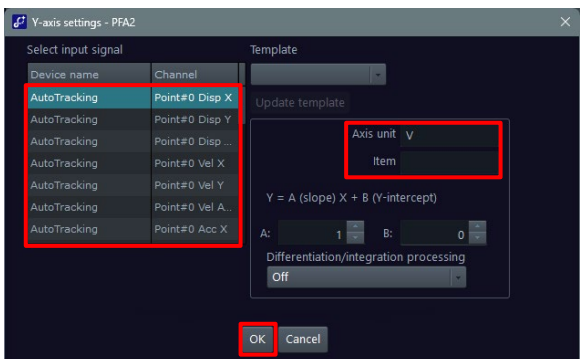 Y-axis settings - PFA2
Select input signal
Device name Channel
AutoTracking Point#0 Disp X
AutoTracking Point#0 Disp Y
AutoTracking Point#0 Disp ...
AutoTracking Point#0 Vel X
AutoTracking Point#0 Vel Y
AutoTracking Point#0 Vel A...
AutoTracking Point#0 Acc X
Template
Update template
Axis unit V
Item
Y = A (slope) X + B (Y-intercept)
A: 1 B: 0
Differentiation/integration processing
Off
OK Cancel